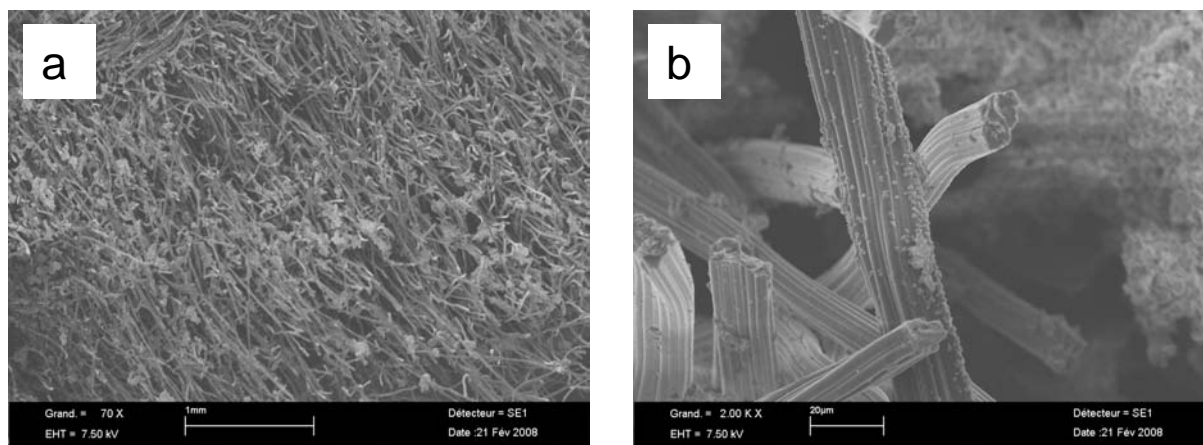 a
Grand. = 70 X 1mm Détecteur = SE1
EHT = 7.50 kV Date :21 Fév 2008
b
Grand. = 2.00 K X 20µm Détecteur = SE1
EHT = 7.50 kV Date :21 Fév 2008